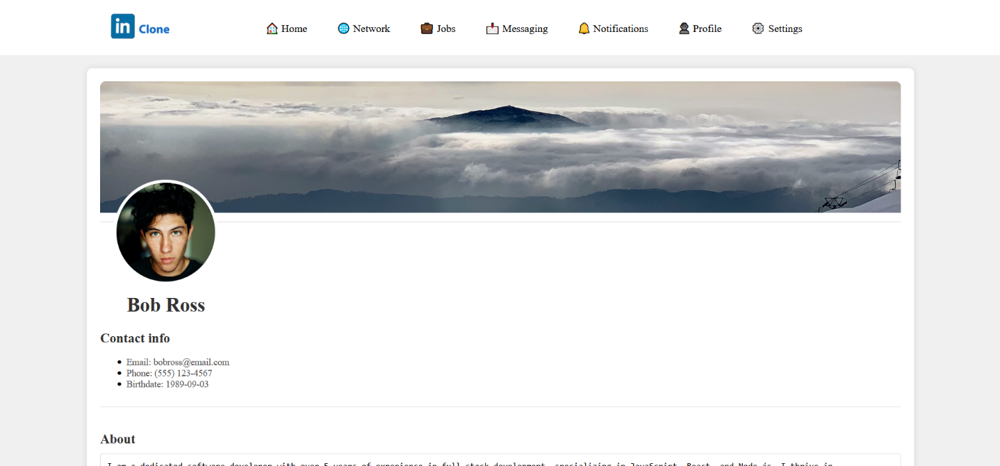 in Clone
Home Network Jobs Messaging Notifications Profile Settings
Bob Ross
Contact info
Email: bobross@email.com
Phone: (555) 123-4567
Birthdate: 1989-09-03
About
I am a dedicated software developer with over 5 years of experience in full-stack development, specializing in JavaScript, React, and Node.js. I thrive in